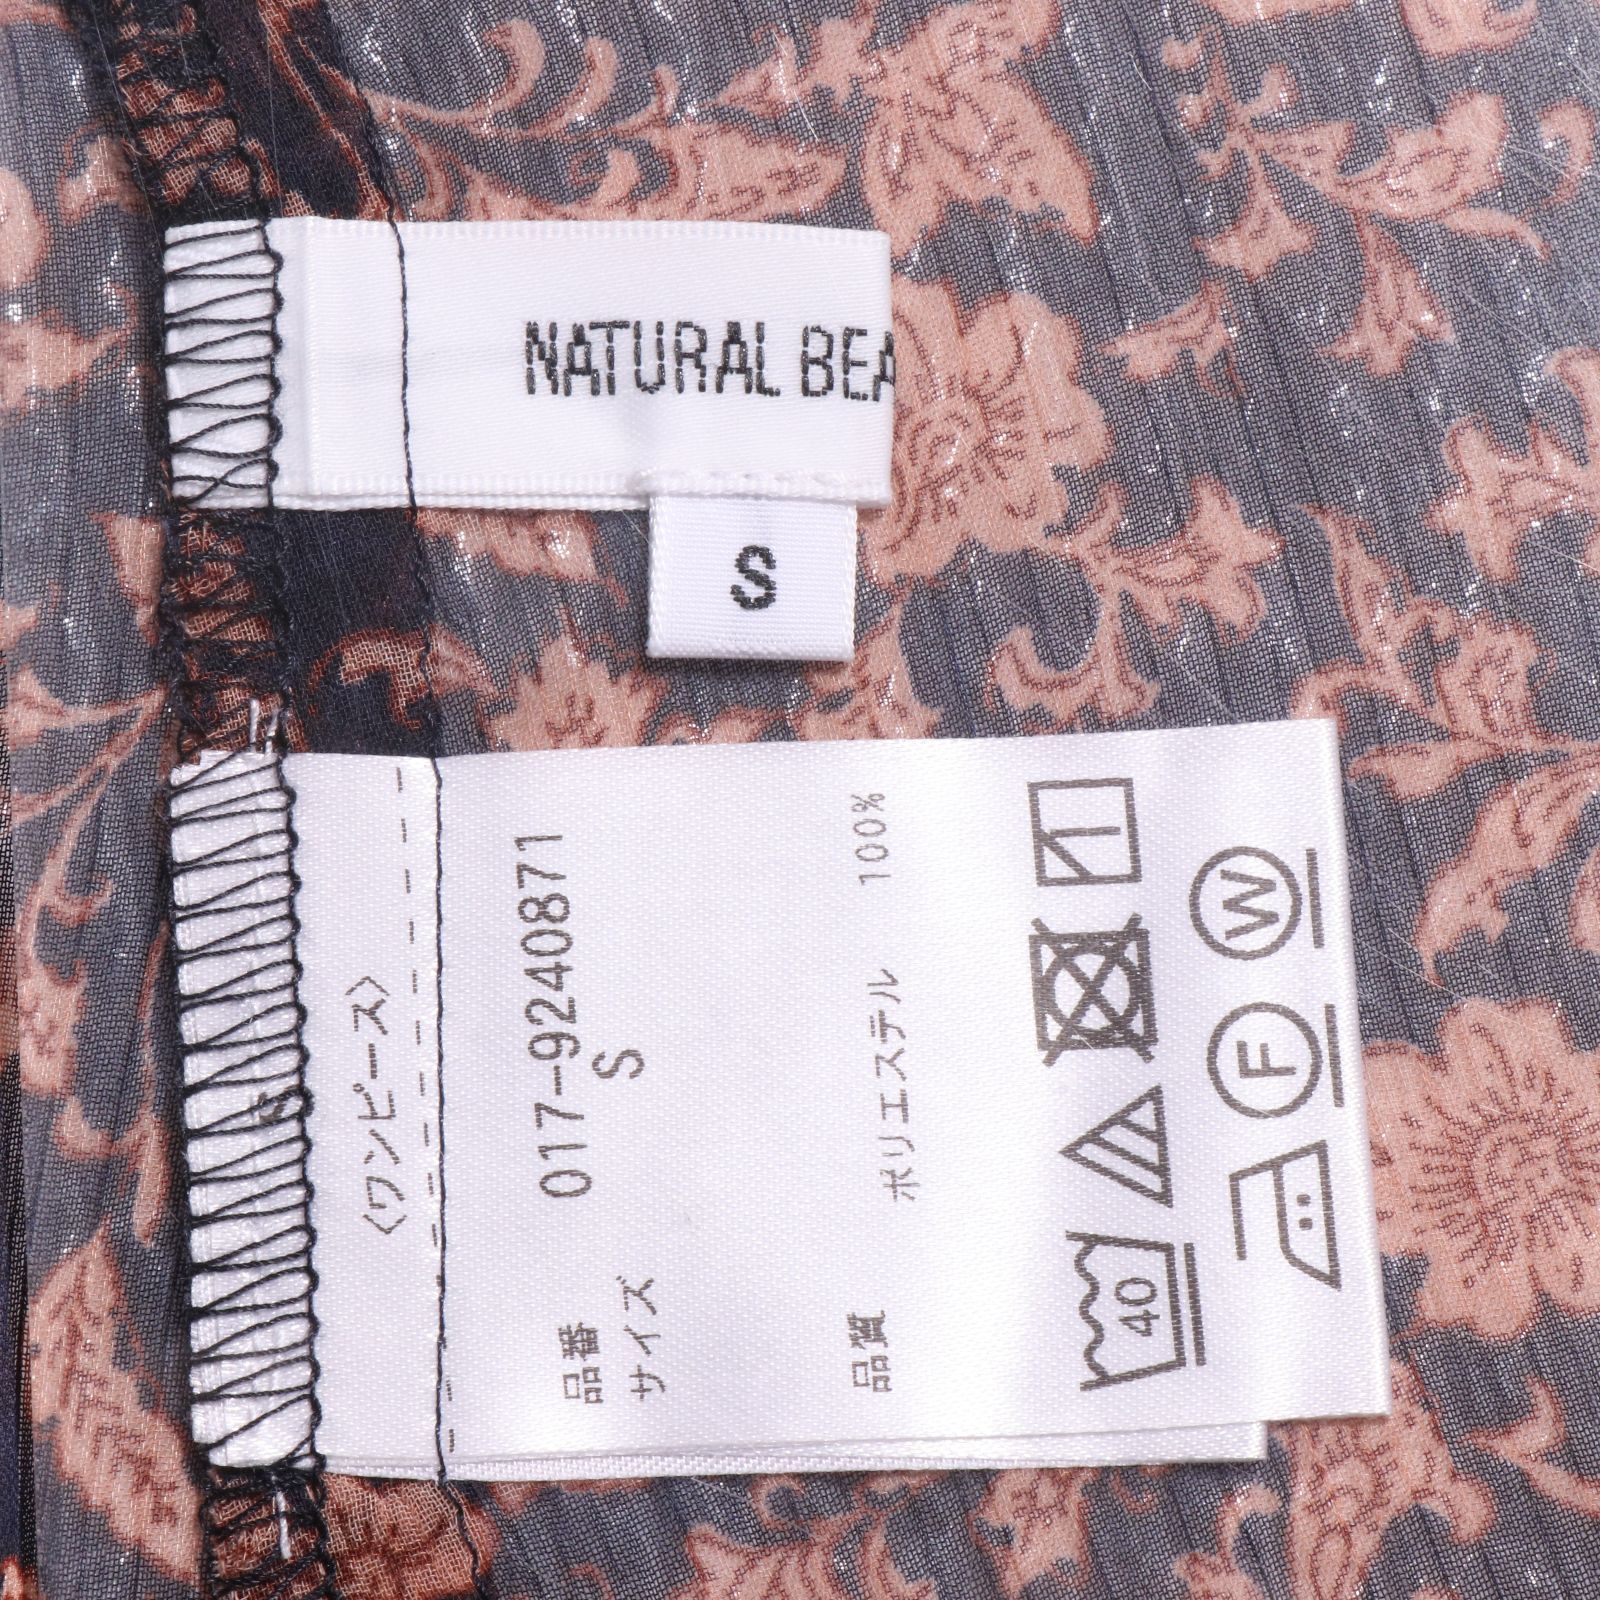 NATURAL BEA
S
〈ワンピース〉
品番 017-9240871
サイズ S
品質 ポリエステル 100%
40
F
W